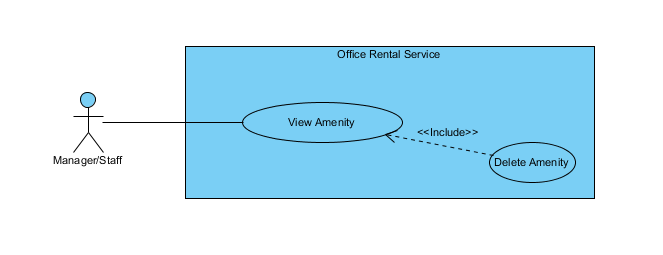 Office Rental Service
View Amenity
<<Include>>
Delete Amenity
Manager/Staff